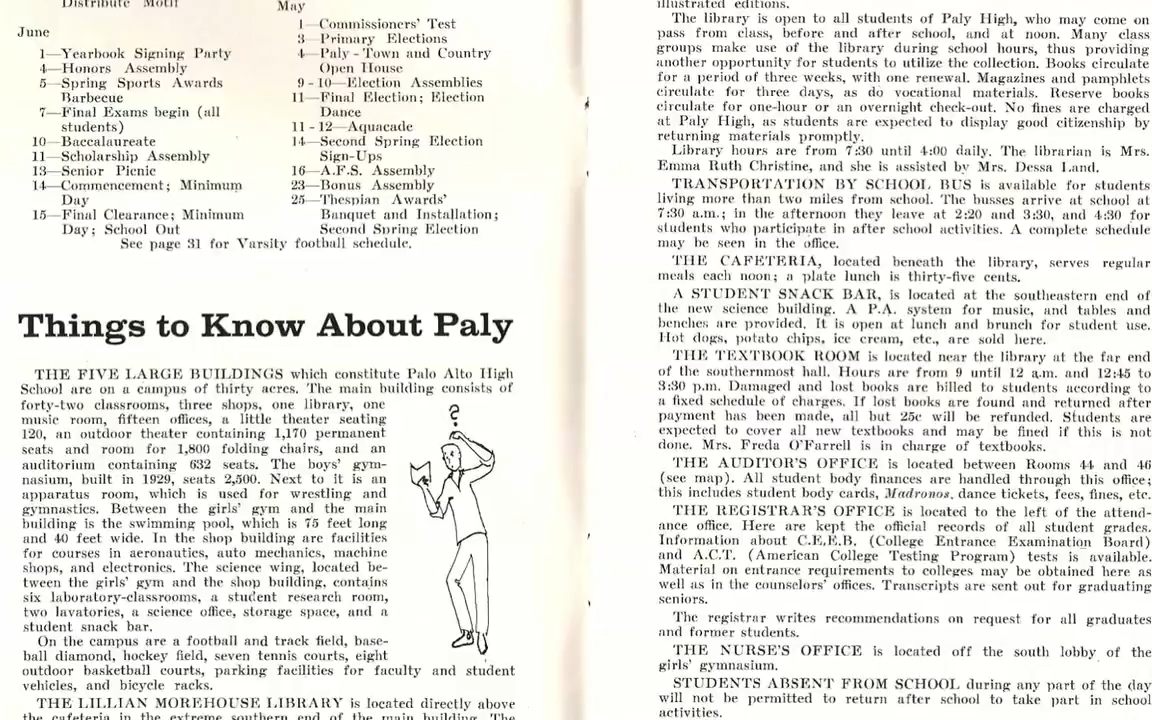 Distribute Motif
June
1—Yearbook Signing Party
4—Honors Assembly
5—Spring Sports Awards
Barbecue
7—Final Exams begin (all
students)
10—Baccalaureate
11—Scholarship Assembly
13—Senior Picnic
14—Commencement; Minimum
Day
15—Final Clearance; Minimum
Day; School Out
May
1—Commissioners' Test
3—Primary Elections
4—Paly - Town and Country
Open House
9 - 10—Election Assemblies
11—Final Election; Election
Dance
11 - 12—Aquacade
14—Second Spring Election
Sign-Ups
16—A.F.S. Assembly
23—Bonus Assembly
25—Thespian Awards'
Banquet and Installation;
Second Spring Election
See page 31 for Varsity football schedule.
Things to Know About Paly
THE FIVE LARGE BUILDINGS which constitute Palo Alto High
School are on a campus of thirty acres. The main building consists of
forty-two classrooms, three shops, one library, one
music room, fifteen offices, a little theater seating
120, an outdoor theater containing 1,170 permanent
seats and room for 1,800 folding chairs, and an
auditorium containing 632 seats. The boys' gym-
nasium, built in 1929, seats 2,500. Next to it is an
apparatus room, which is used for wrestling and
gymnastics. Between the girls' gym and the main
building is the swimming pool, which is 75 feet long
and 40 feet wide. In the shop building are facilities
for courses in aeronautics, auto mechanics, machine
shops, and electronics. The science wing, located be-
tween the girls' gym and the shop building, contains
six laboratory-classrooms, a student research room,
two lavatories, a science office, storage space, and a
student snack bar.
?
On the campus are a football and track field, base-
ball diamond, hockey field, seven tennis courts, eight
outdoor basketball courts, parking facilities for faculty and student
vehicles, and bicycle racks.
THE LILLIAN MOREHOUSE LIBRARY is located directly above
the cafeteria in the extreme southern end of the main building. The
illustrated editions.
The library is open to all students of Paly High, who may come on
pass from class, before and after school, and at noon. Many class
groups make use of the library during school hours, thus providing
another opportunity for students to utilize the collection. Books circulate
for a period of three weeks, with one renewal. Magazines and pamphlets
circulate for three days, as do vocational materials. Reserve books
circulate for one-hour or an overnight check-out. No fines are charged
at Paly High, as students are expected to display good citizenship by
returning materials promptly.
Library hours are from 7:30 until 4:00 daily. The librarian is Mrs.
Emma Ruth Christine, and she is assisted by Mrs. Dessa Land.
TRANSPORTATION BY SCHOOL BUS is available for students
living more than two miles from school. The busses arrive at school at
7:30 a.m.; in the afternoon they leave at 2:20 and 3:30, and 4:30 for
students who participate in after school activities. A complete schedule
may be seen in the office.
THE CAFETERIA, located beneath the library, serves regular
meals each noon; a plate lunch is thirty-five cents.
A STUDENT SNACK BAR, is located at the southeastern end of
the new science building. A P.A. system for music, and tables and
benches are provided. It is open at lunch and brunch for student use.
Hot dogs, potato chips, ice cream, etc., are sold here.
THE TEXTBOOK ROOM is located near the library at the far end
of the southernmost hall. Hours are from 9 until 12 a.m. and 12:45 to
3:30 p.m. Damaged and lost books are billed to students according to
a fixed schedule of charges. If lost books are found and returned after
payment has been made, all but 25c will be refunded. Students are
expected to cover all new textbooks and may be fined if this is not
done. Mrs. Freda O'Farrell is in charge of textbooks.
THE AUDITOR'S OFFICE is located between Rooms 44 and 46
(see map). All student body finances are handled through this office;
this includes student body cards, Madronos, dance tickets, fees, fines, etc.
THE REGISTRAR'S OFFICE is located to the left of the attend-
ance office. Here are kept the official records of all student grades.
Information about C.E.E.B. (College Entrance Examination Board)
and A.C.T. (American College Testing Program) tests is available.
Material on entrance requirements to colleges may be obtained here as
well as in the counselors' offices. Transcripts are sent out for graduating
seniors.
The registrar writes recommendations on request for all graduates
and former students.
THE NURSE'S OFFICE is located off the south lobby of the
girls' gymnasium.
STUDENTS ABSENT FROM SCHOOL during any part of the day
will not be permitted to return after school to take part in school
activities.